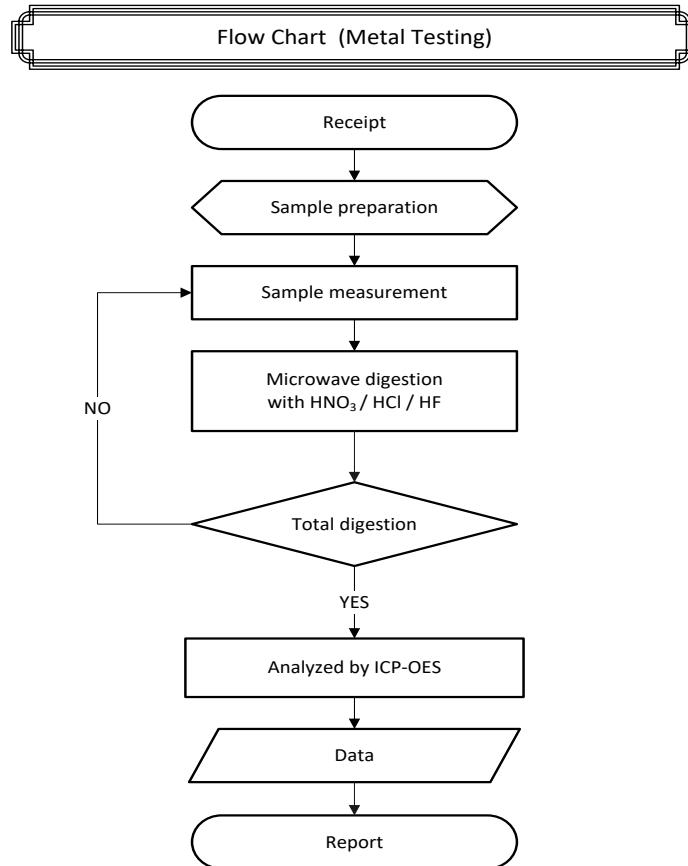 Flow Chart (Metal Testing)
Receipt
Sample preparation
Sample measurement
Microwave digestion
with HNO₃ / HCl / HF
NO
Total digestion
YES
Analyzed by ICP-OES
Data
Report